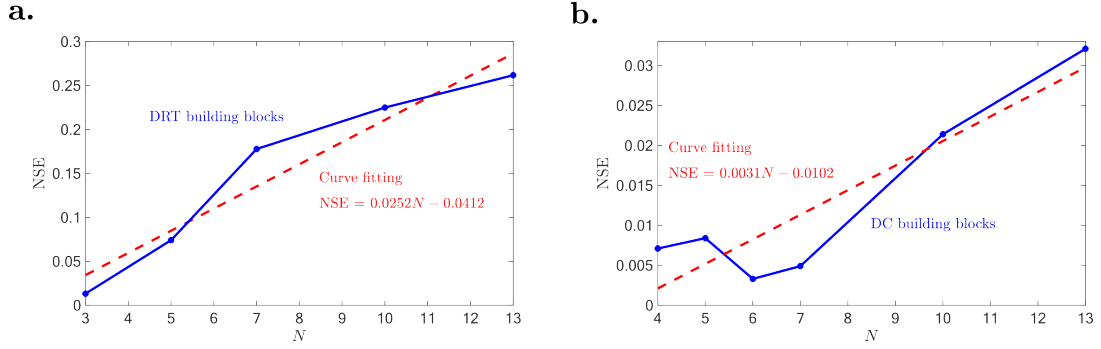 a.
0.3
0.25
0.2
0.15
0.1
0.05
0
NSE
DRT building blocks
Curve fitting
NSE = 0.0252N − 0.0412
3 4 5 6 7 8 9 10 11 12 13
N
b.
0.03
0.025
0.02
0.015
0.01
0.005
0
NSE
Curve fitting
NSE = 0.0031N − 0.0102
DC building blocks
4 5 6 7 8 9 10 11 12 13
N